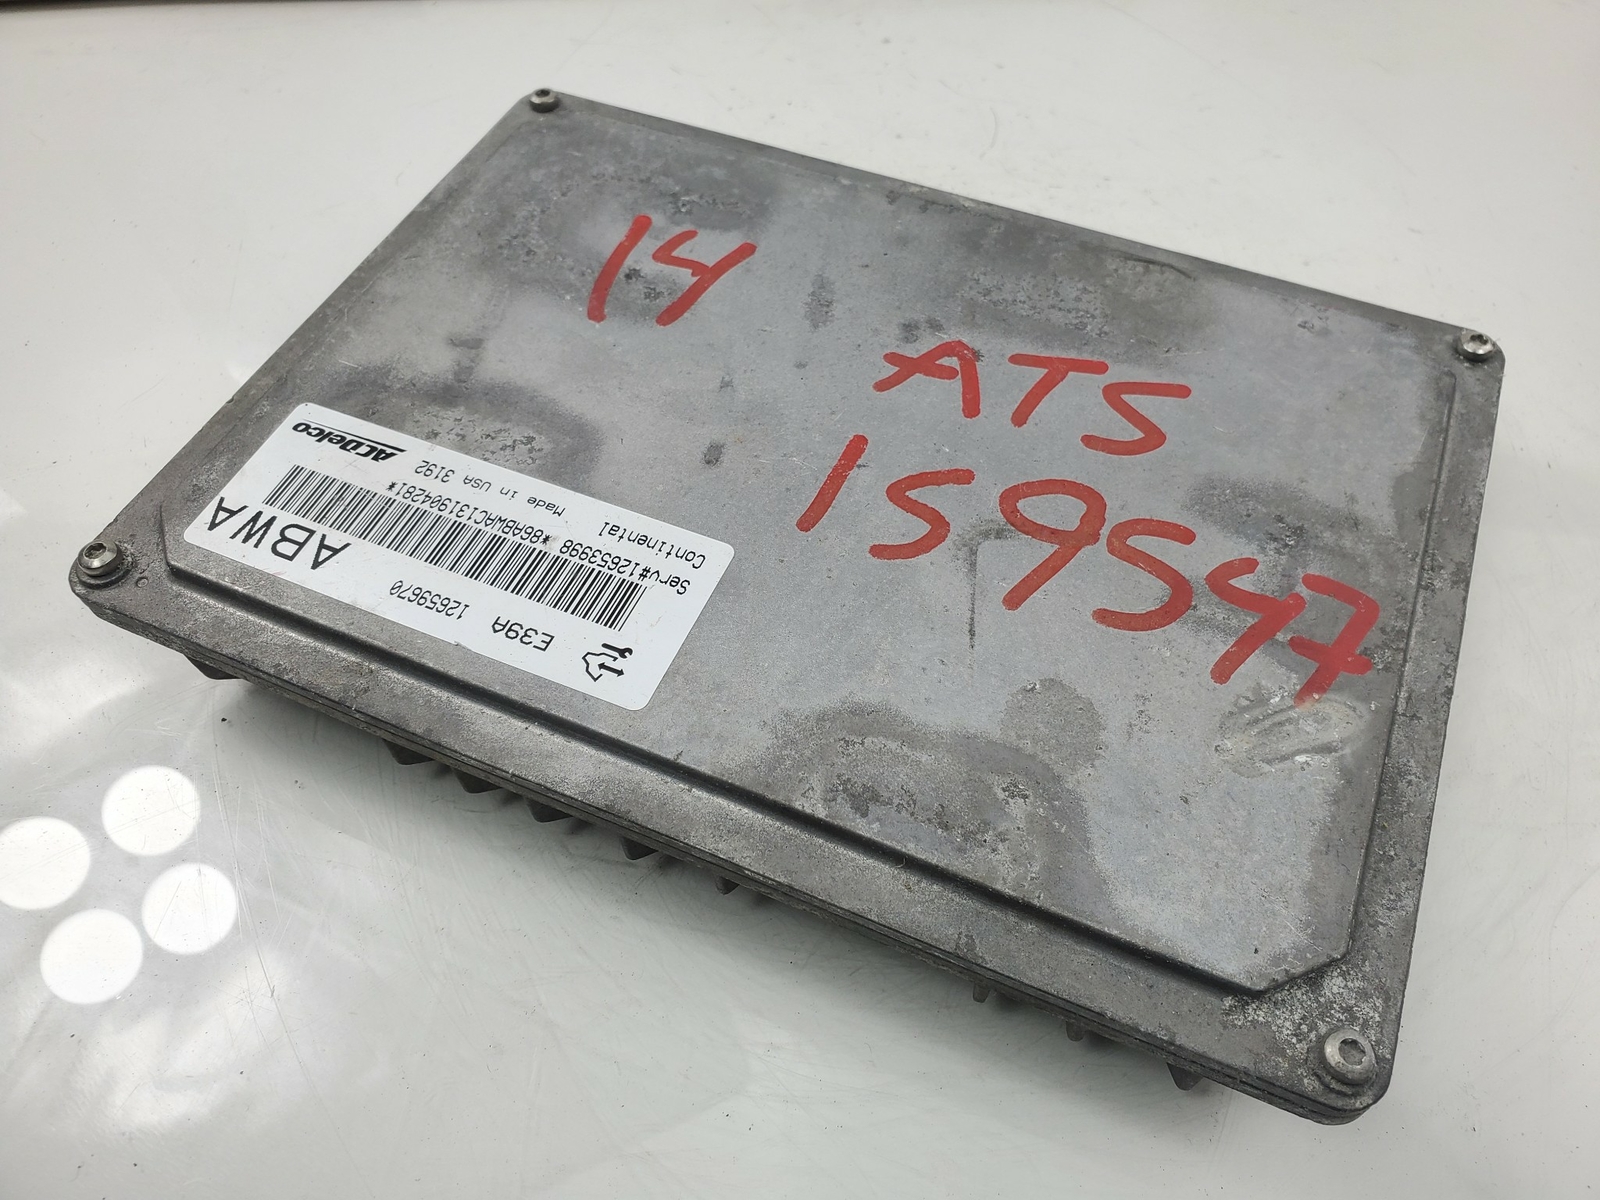 14
ATS
159547
E39A 12659670 ABWA
Serv#12653998 *86ABWAC131904281*
Continental Made in USA 3192 ACDelco